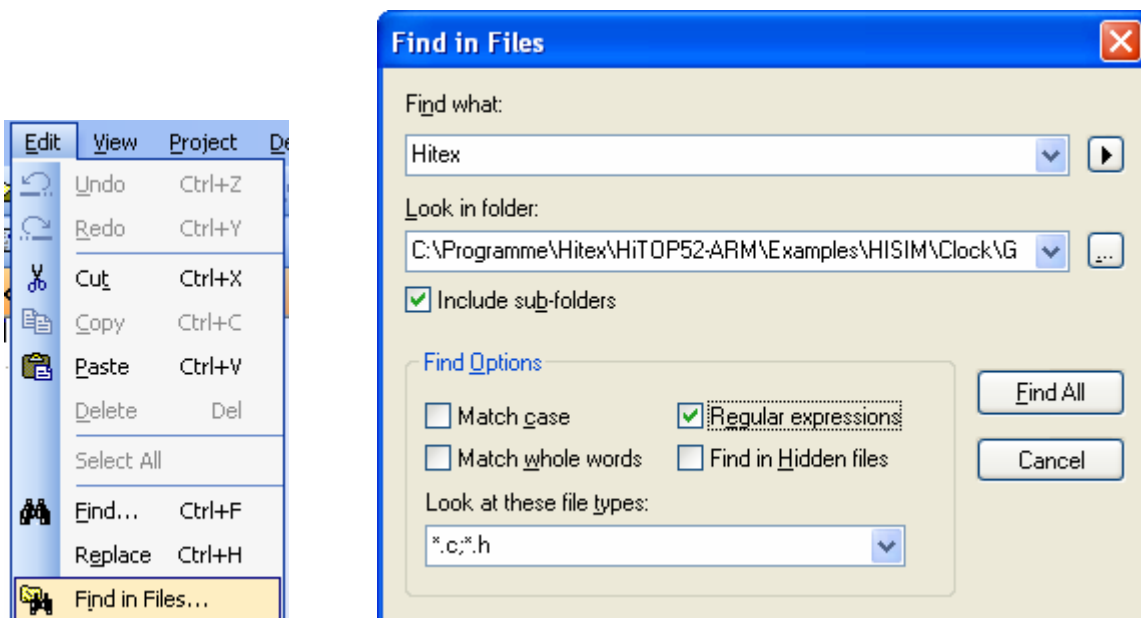 Edit View Project
Undo Ctrl+Z
Redo Ctrl+Y
Cut Ctrl+X
Copy Ctrl+C
Paste Ctrl+V
Delete Del
Select All
Find... Ctrl+F
Replace Ctrl+H
Find in Files...
Find in Files
Find what:
Hitex
Look in folder:
C:\Programme\Hitex\HiTOP52-ARM\Examples\HISIM\Clock\G
...
Include sub-folders
Find Options
Match case Regular expressions
Match whole words Find in Hidden files
Look at these file types:
*.c;*.h
Find All
Cancel